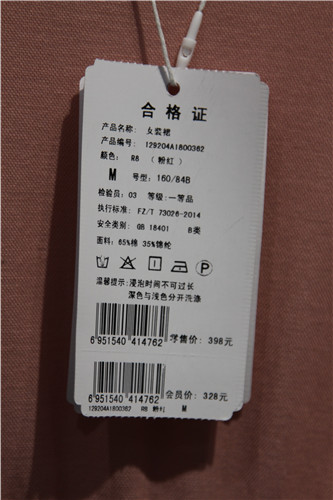 合格证
产品名称: 女装裙
产品编号: 129204A1800362
颜色: R8 (粉红)
M 号型: 160/84B
检验员: 03 等级: 一等品
执行标准: FZ/T 73026-2014
安全类别: GB 18401 B类
面料: 65%棉 35%锦纶
P
温馨提示: 浸泡时间不可过长
深色与浅色分开洗涤
零售价: 398元
6 951540 414762
会员价: 328元
6 951540 414762
129204A1800362 R8 粉红 M